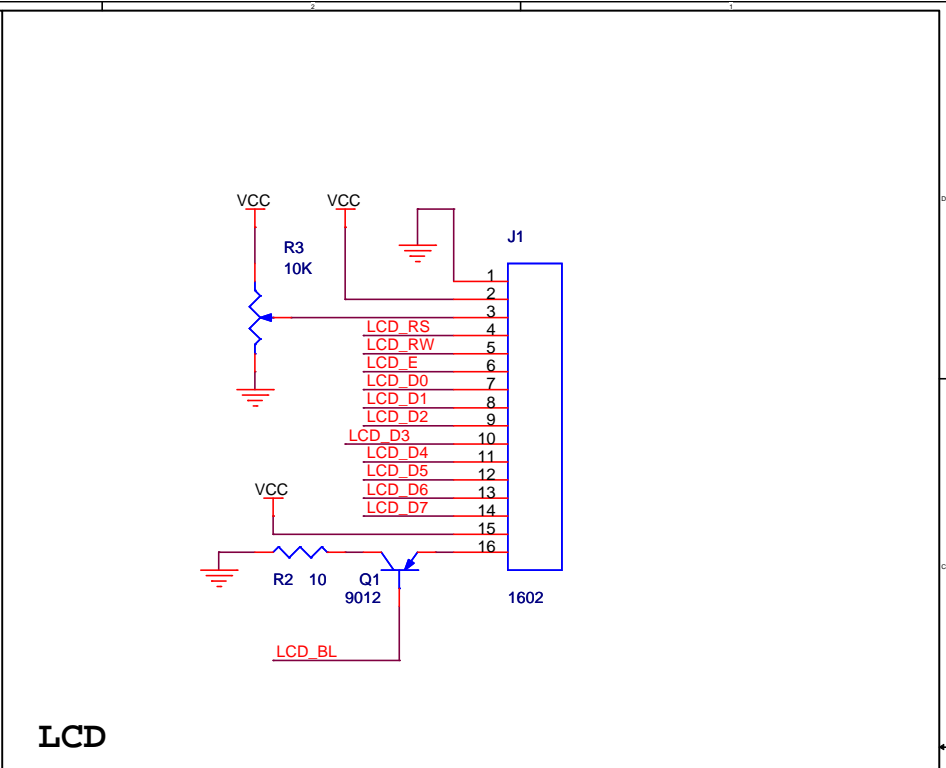 2
1
VCC
VCC
D
J1
R3
10K
1
2
3
LCD_RS
4
LCD_RW
5
LCD_E
6
LCD_D0
7
LCD_D1
8
LCD_D2
9
LCD_D3
10
LCD_D4
11
LCD_D5
12
LCD_D6
13
LCD_D7
14
VCC
15
16
C
R2 10
Q1
9012
1602
LCD_BL
LCD